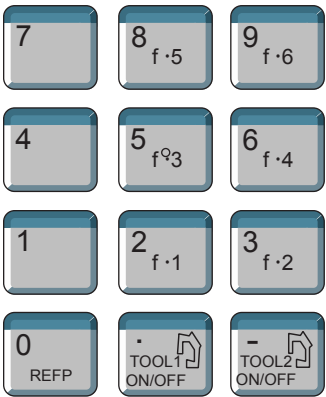 7 8 9
f ·5 f ·6
4 5 6
f♀3 f ·4
1 2 3
f ·1 f ·2
0 · -
REFP TOOL1 TOOL2
ON/OFF ON/OFF